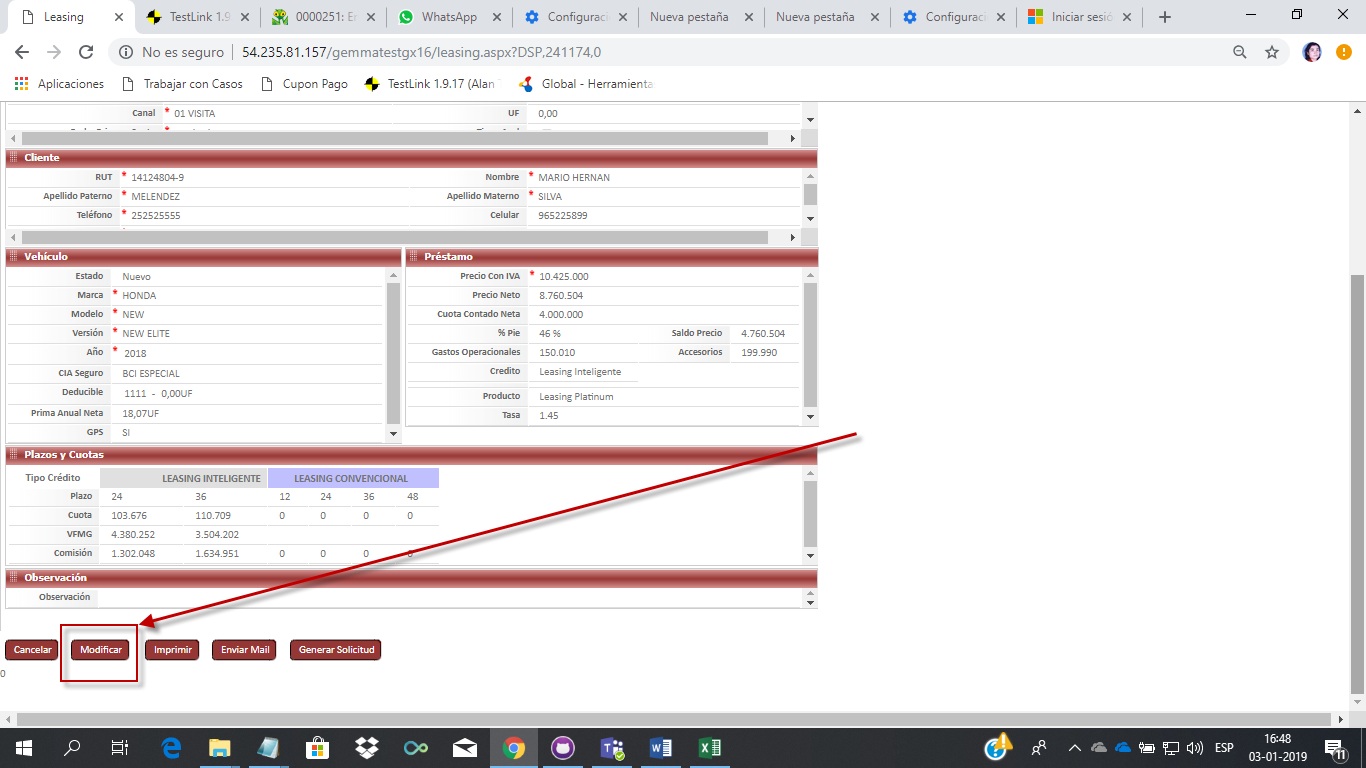 Leasing
TestLink 1.9
0000251: Er
WhatsApp
Configuraci
Nueva pestaña
Nueva pestaña
Configuraci
Iniciar sesió
No es seguro | 54.235.81.157/gemmatestgx16/leasing.aspx?DSP,241174,0
Aplicaciones Trabajar con Casos Cupon Pago TestLink 1.9.17 (Alan Global - Herramienta
Canal * 01 VISITA UF 0,00
Cliente
RUT * 14124804-9 Nombre * MARIO HERNAN
Apellido Paterno * MELENDEZ Apellido Materno * SILVA
Teléfono * 252525555 Celular 965225899
Vehículo
Estado Nuevo
Marca * HONDA
Modelo * NEW
Versión * NEW ELITE
Año * 2018
CIA Seguro BCI ESPECIAL
Deducible 1111 - 0,00UF
Prima Anual Neta 18,07UF
GPS SI
Préstamo
Precio Con IVA * 10.425.000
Precio Neto 8.760.504
Cuota Contado Neta 4.000.000
% Pie 46 % Saldo Precio 4.760.504
Gastos Operacionales 150.010 Accesorios 199.990
Credito Leasing Inteligente
Producto Leasing Platinum
Tasa 1.45
Plazos y Cuotas
Tipo Crédito LEASING INTELIGENTE LEASING CONVENCIONAL
Plazo 24 36 12 24 36 48
Cuota 103.676 110.709 0 0 0 0
VFMG 4.380.252 3.504.202
Comisión 1.302.048 1.634.951 0 0 0 0
Observación
Observación
Cancelar Modificar Imprimir Enviar Mail Generar Solicitud
0
ESP
16:48
03-01-2019
11